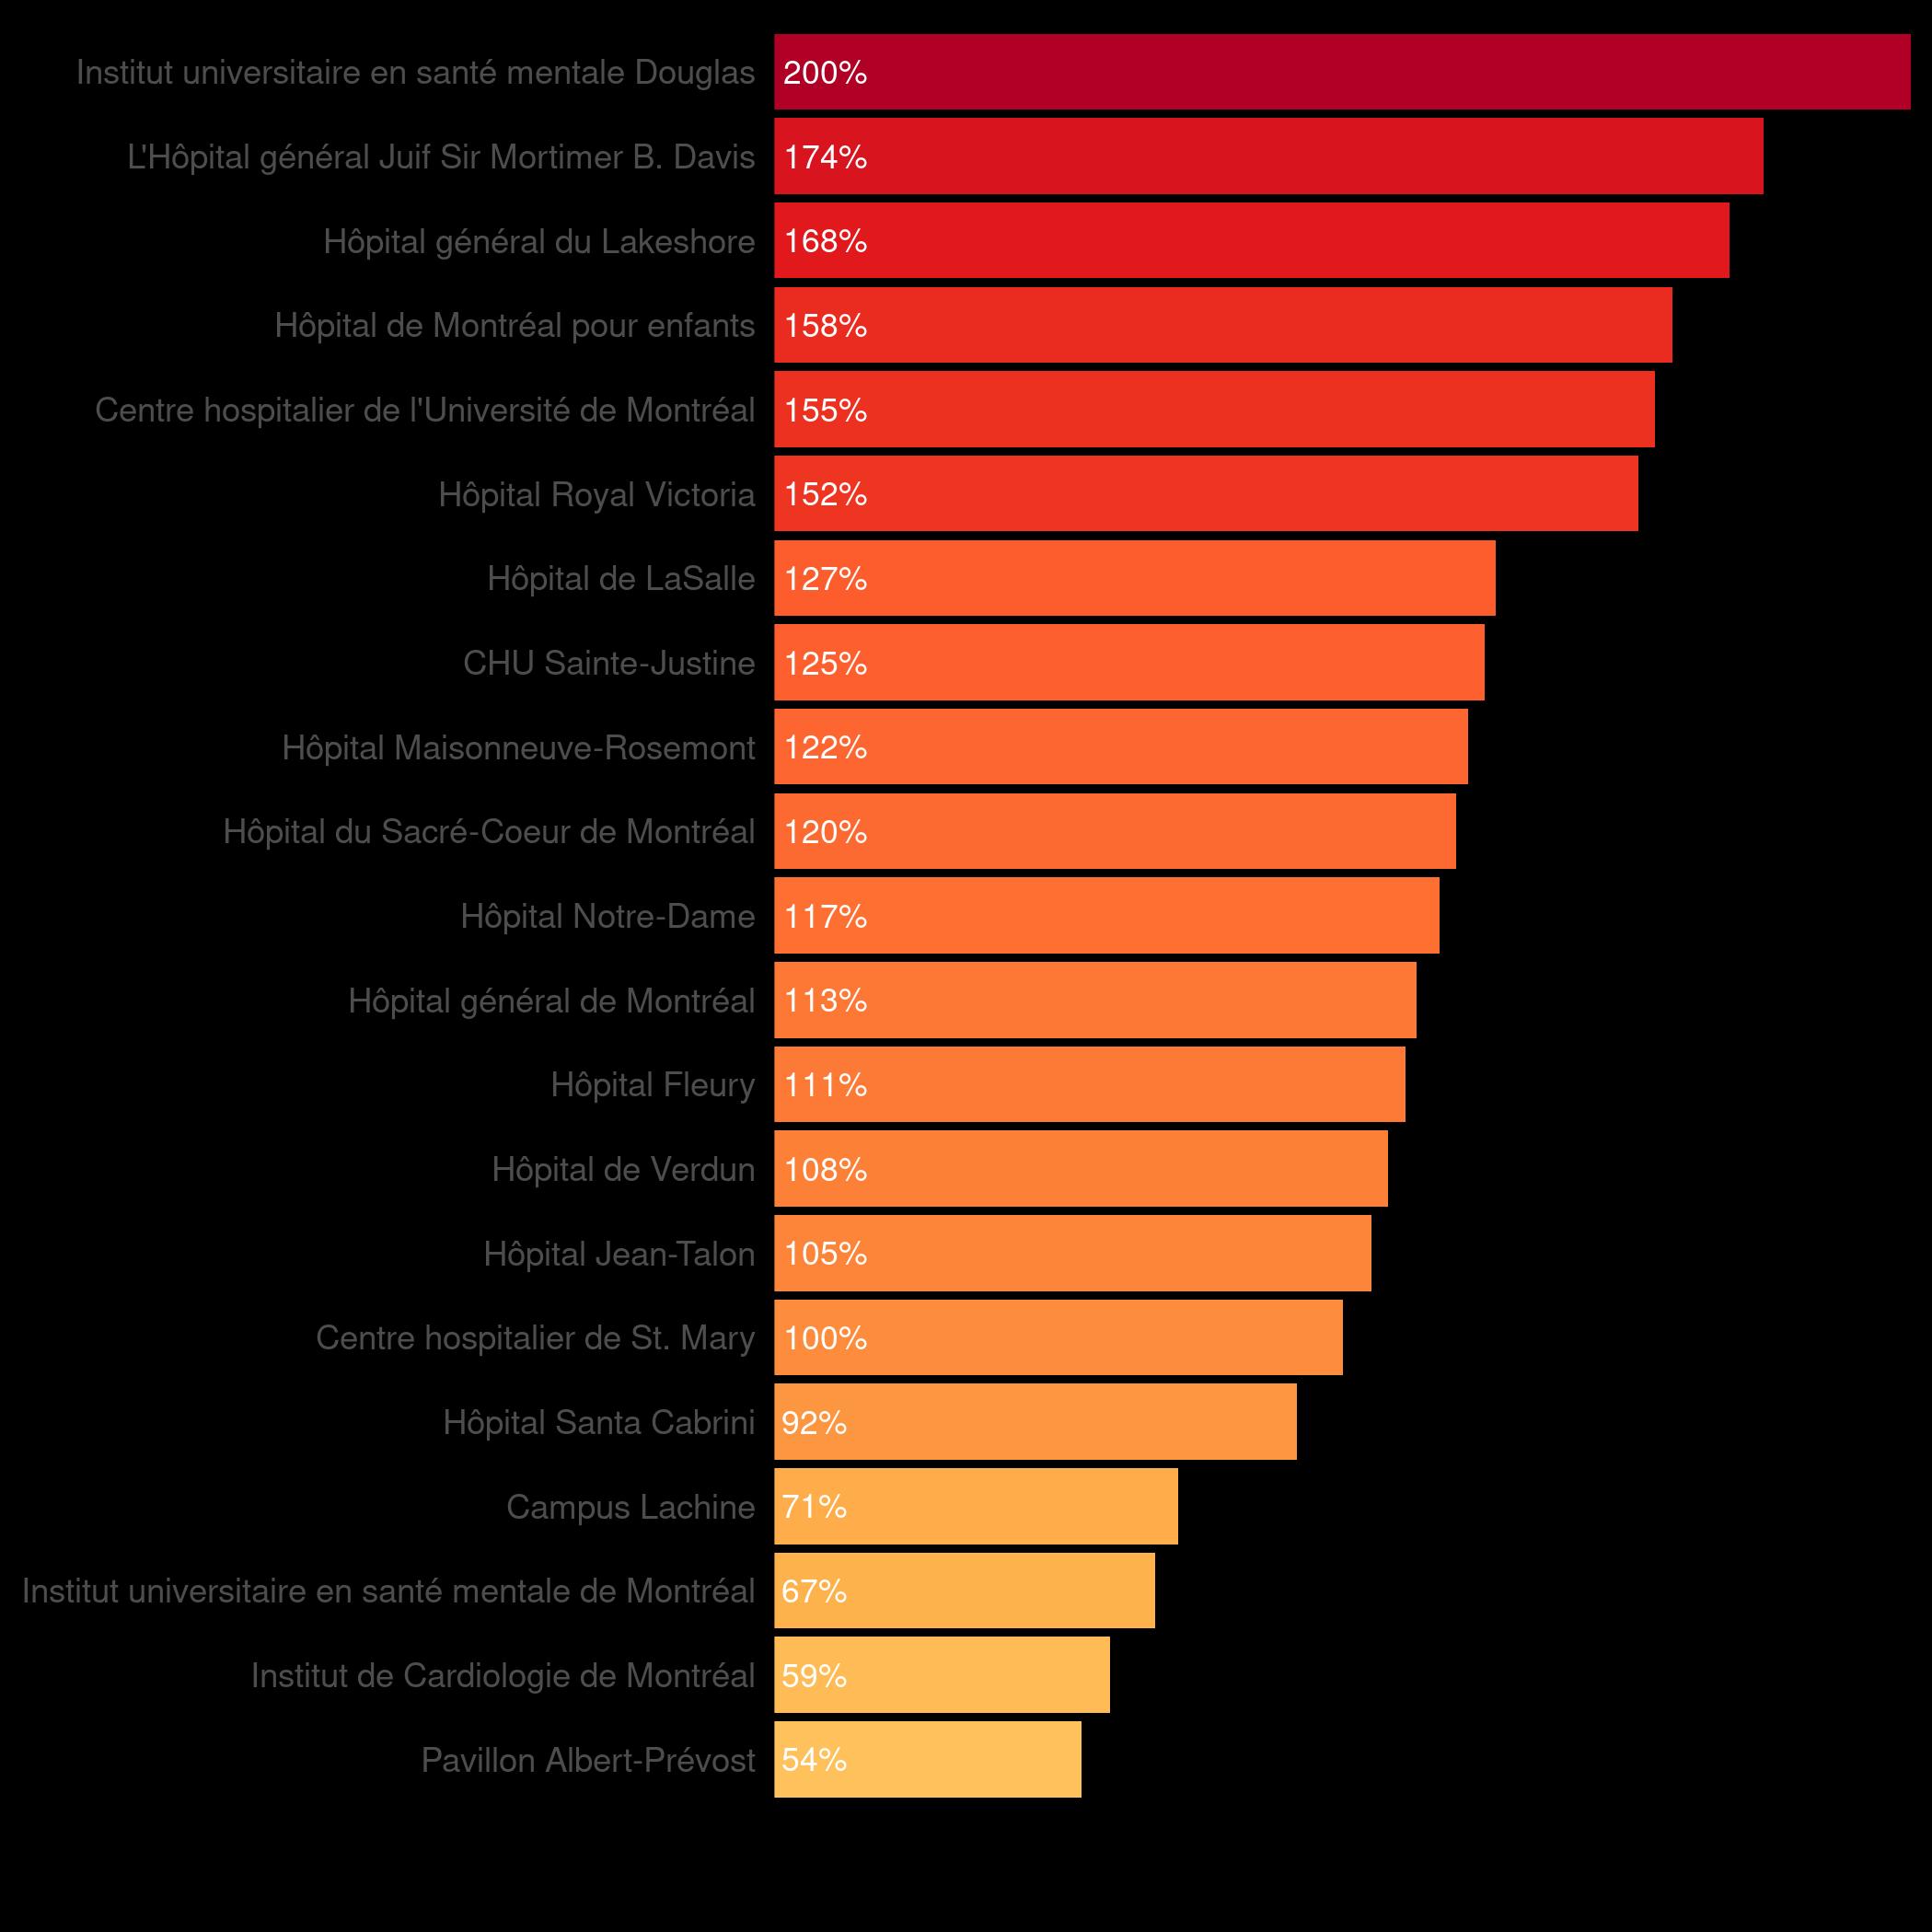 Institut universitaire en santé mentale Douglas 200%
L'Hôpital général Juif Sir Mortimer B. Davis 174%
Hôpital général du Lakeshore 168%
Hôpital de Montréal pour enfants 158%
Centre hospitalier de l'Université de Montréal 155%
Hôpital Royal Victoria 152%
Hôpital de LaSalle 127%
CHU Sainte-Justine 125%
Hôpital Maisonneuve-Rosemont 122%
Hôpital du Sacré-Coeur de Montréal 120%
Hôpital Notre-Dame 117%
Hôpital général de Montréal 113%
Hôpital Fleury 111%
Hôpital de Verdun 108%
Hôpital Jean-Talon 105%
Centre hospitalier de St. Mary 100%
Hôpital Santa Cabrini 92%
Campus Lachine 71%
Institut universitaire en santé mentale de Montréal 67%
Institut de Cardiologie de Montréal 59%
Pavillon Albert-Prévost 54%